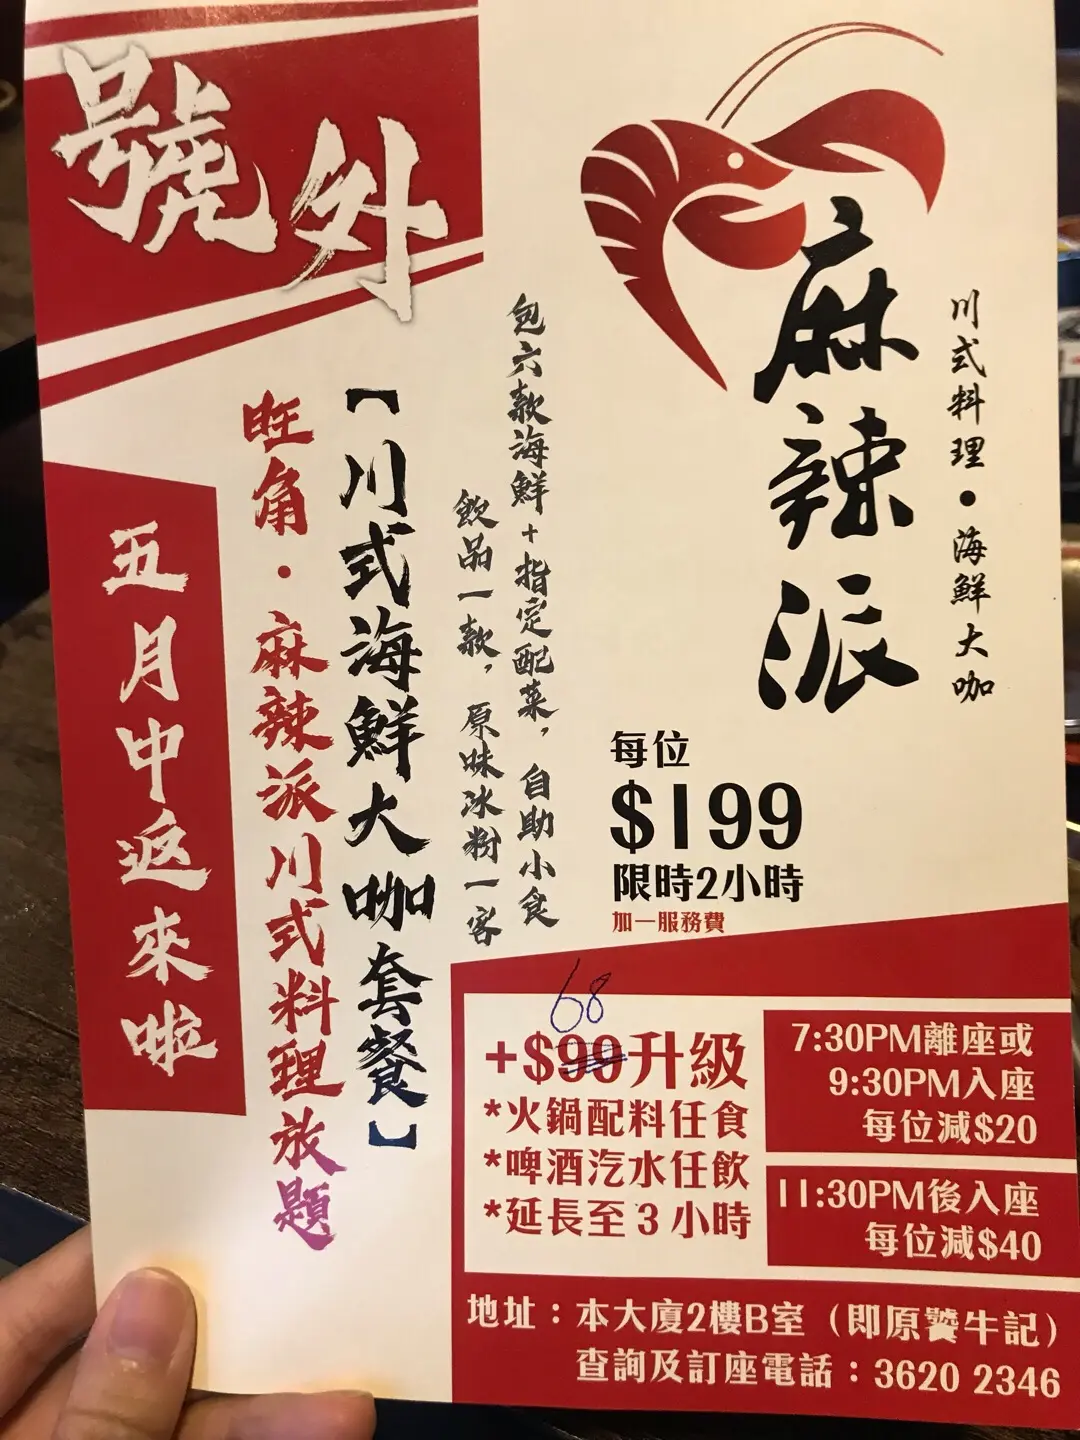 號外
麻辣派
川式料理•海鮮大咖
包六款海鮮+指定配菜,自助小食
飲品一款,原味冰粉一客
【川式海鮮大咖套餐】
旺角·麻辣派川式料理放題
五月中返來啦
每位
$199
限時2小時
加一服務費
68
+$99升級
*火鍋配料任食
*啤酒汽水任飲
*延長至3小時
7:30PM離座或
9:30PM入座
每位減$20
11:30PM後入座
每位減$40
地址:本大廈2樓B室(即原饕牛記)
查詢及訂座電話:3620 2346